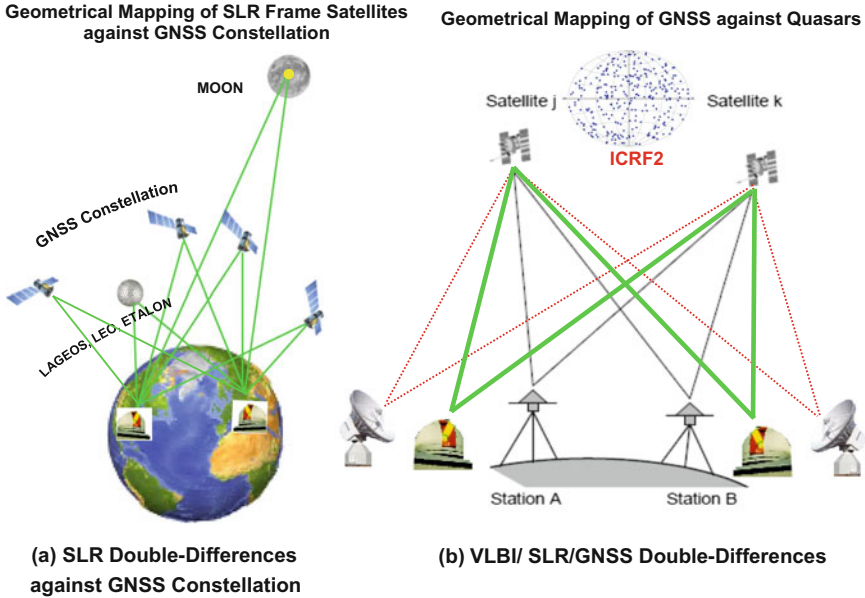 Geometrical Mapping of SLR Frame Satellites
against GNSS Constellation
MOON
GNSS Constellation
LAGEOS, LEO, ETALON
(a) SLR Double-Differences
against GNSS Constellation
Geometrical Mapping of GNSS against Quasars
Satellite j
Satellite k
ICRF2
Station A
Station B
(b) VLBI/ SLR/GNSS Double-Differences